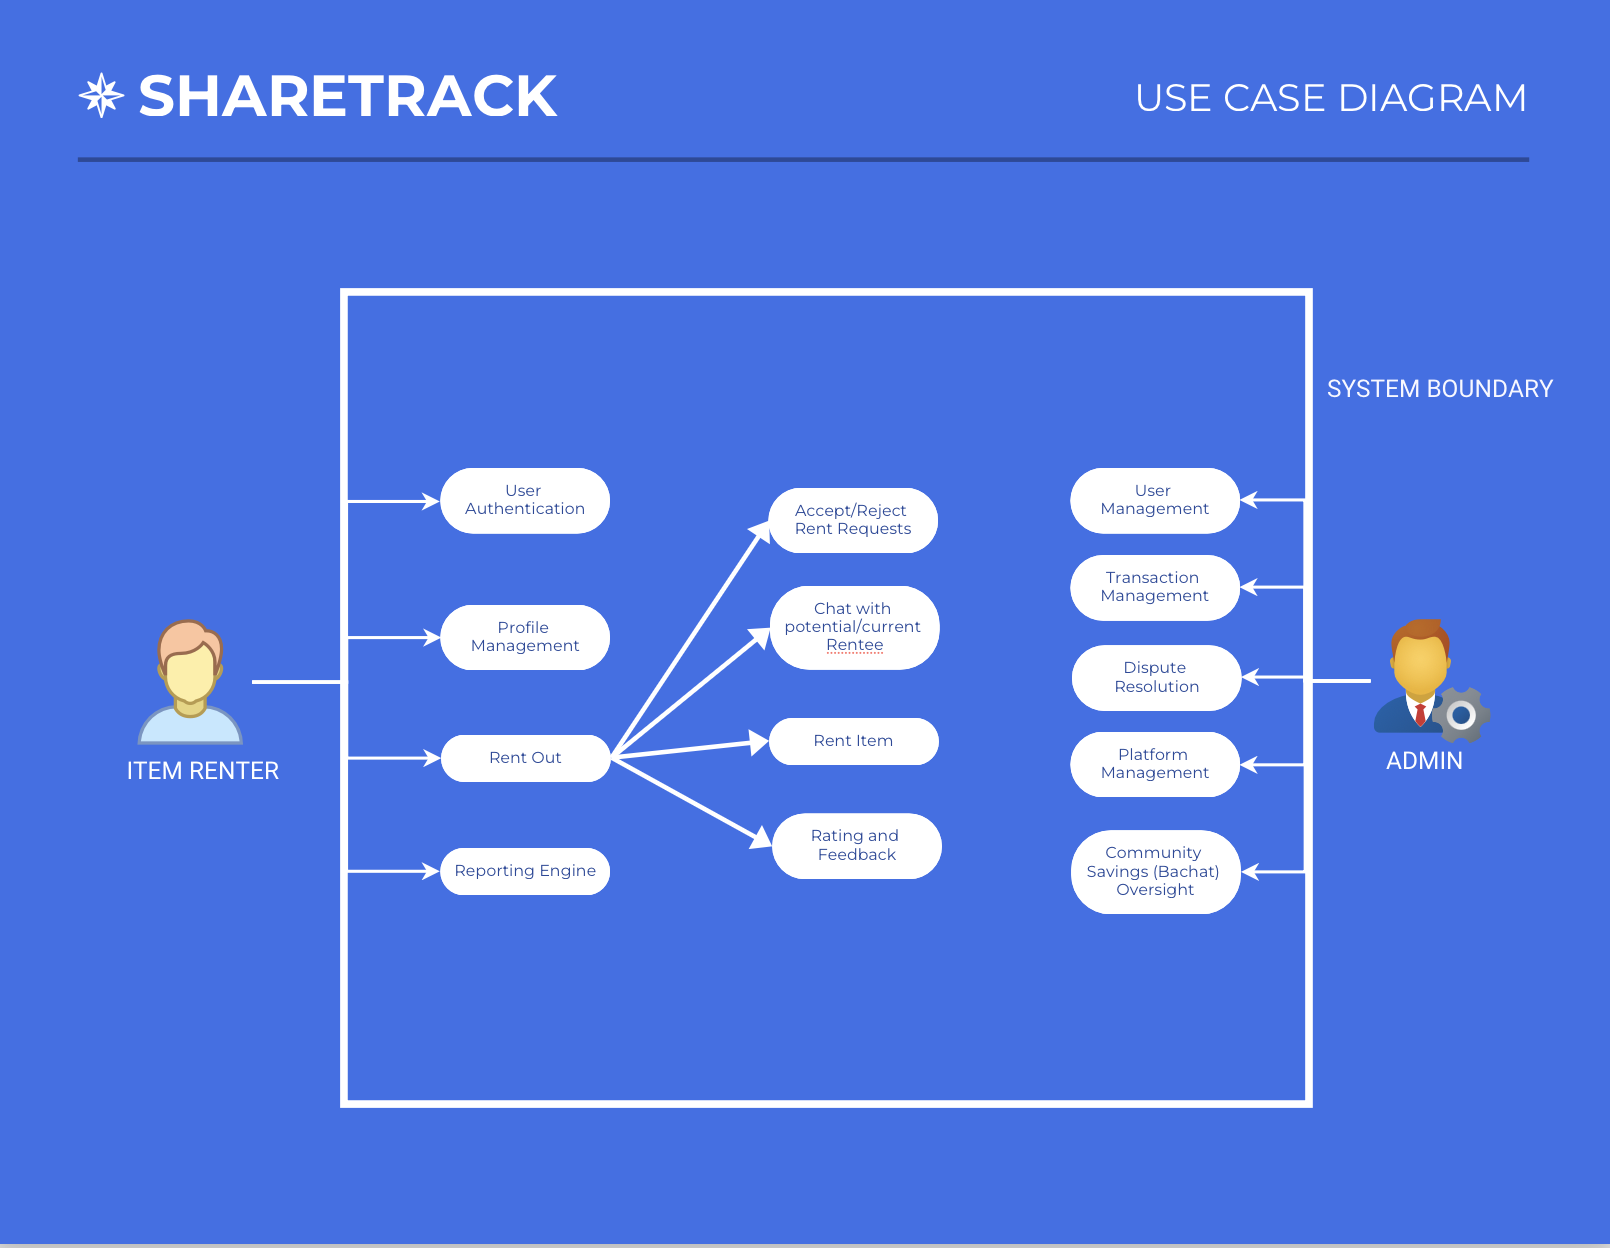 SHARETRACK
USE CASE DIAGRAM
SYSTEM BOUNDARY
ITEM RENTER
User
Authentication
Profile
Management
Rent Out
Reporting Engine
Accept/Reject
Rent Requests
Chat with
potential/current
Rentee
Rent Item
Rating and
Feedback
User
Management
Transaction
Management
Dispute
Resolution
Platform
Management
Community
Savings (Bachat)
Oversight
ADMIN